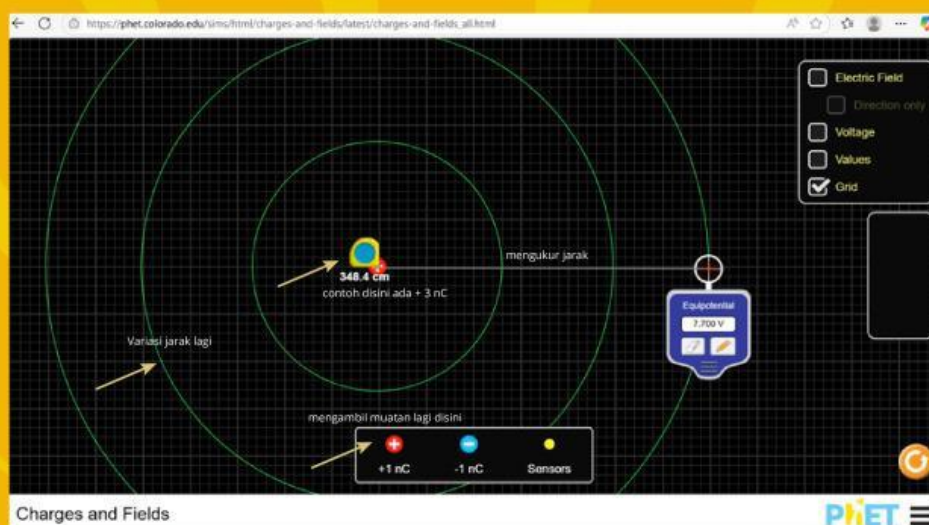 https://phet.colorado.edu/sims/html/charges-and-fields/latest/charges-and-fields_all.html
Electric Field
Direction only
Voltage
Values
Grid
mengukur jarak
348.4 cm
contoh disini ada + 3 nC
Equipotential
7.700 V
Variasi jarak lagi
mengambil muatan lagi disini
+1 nC
-1 nC
Sensors
Charges and Fields
PhET